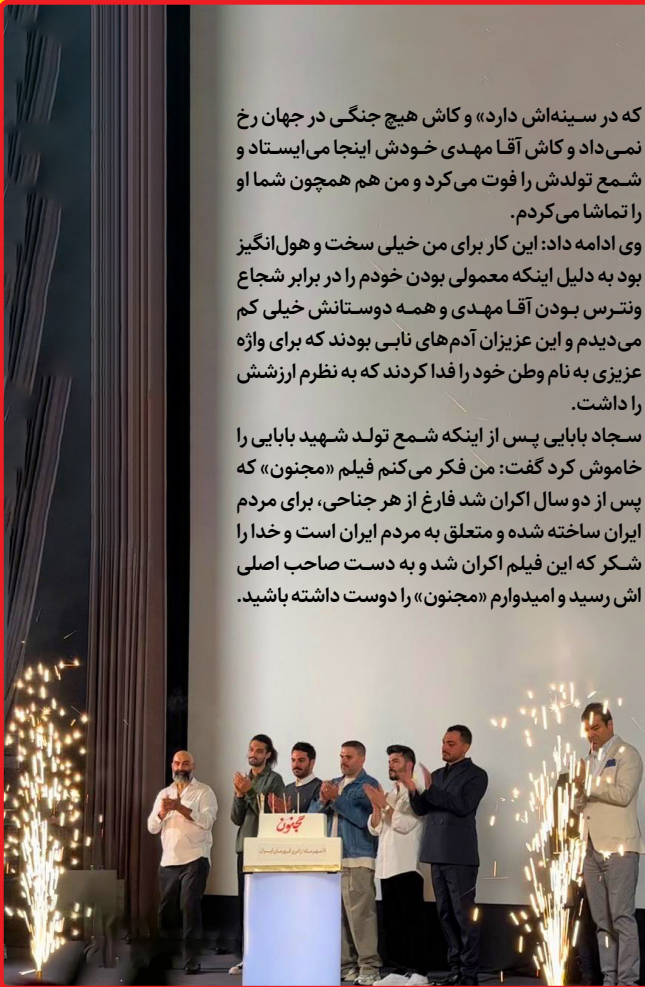 که در سینه‌اش دارد» و کاش هیچ جنگی در جهان رخ
نمی‌داد و کاش آقا مهدی خودش اینجا می‌ایستاد و
شمع تولدش را فوت می‌کرد و من هم همچون شما او
را تماشا می‌کردم.
وی ادامه داد: این کار برای من خیلی سخت و هول‌انگیز
بود به دلیل اینکه معمولی بودن خودم را در برابر شجاع
ونترس بودن آقا مهدی و همه دوستانش خیلی کم
می‌دیدم و این عزیزان آدم‌های نابی بودند که برای واژه
عزیزی به نام وطن خود را فدا کردند که به نظرم ارزشش
را داشت.
سجاد بابایی پس از اینکه شمع تولد شهید بابایی را
خاموش کرد گفت: من فکر می‌کنم فیلم «مجنون» که
پس از دو سال اکران شد فارغ از هر جناحی، برای مردم
ایران ساخته شده و متعلق به مردم ایران است و خدا را
شکر که این فیلم اکران شد و به دست صاحب اصلی
اش رسید و امیدوارم «مجنون» را دوست داشته باشید.
مجنون